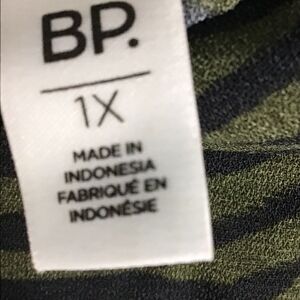 BP.
1X
MADE IN
INDONESIA
FABRIQUÉ EN
INDONÉSIE